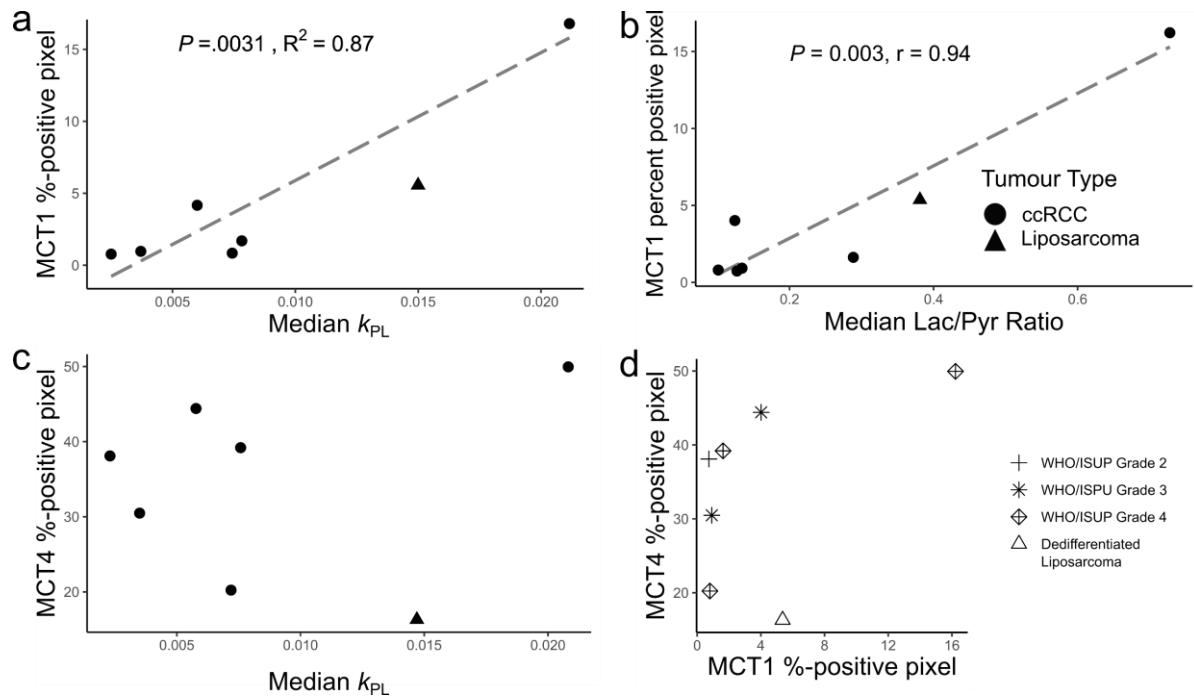 a
P =.0031 , R² = 0.87
MCT1 %-positive pixel
15
10
5
0
0.005 0.010 0.015 0.020
Median kPL
b
P = 0.003, r = 0.94
MCT1 percent positive pixel
15
10
5
0
Tumour Type
ccRCC
Liposarcoma
0.2 0.4 0.6
Median Lac/Pyr Ratio
c
MCT4 %-positive pixel
50
40
30
20
0.005 0.010 0.015 0.020
Median kPL
d
MCT4 %-positive pixel
50
40
30
20
0 4 8 12 16
MCT1 %-positive pixel
WHO/ISUP Grade 2
WHO/ISPU Grade 3
WHO/ISUP Grade 4
Dedifferentiated
Liposarcoma